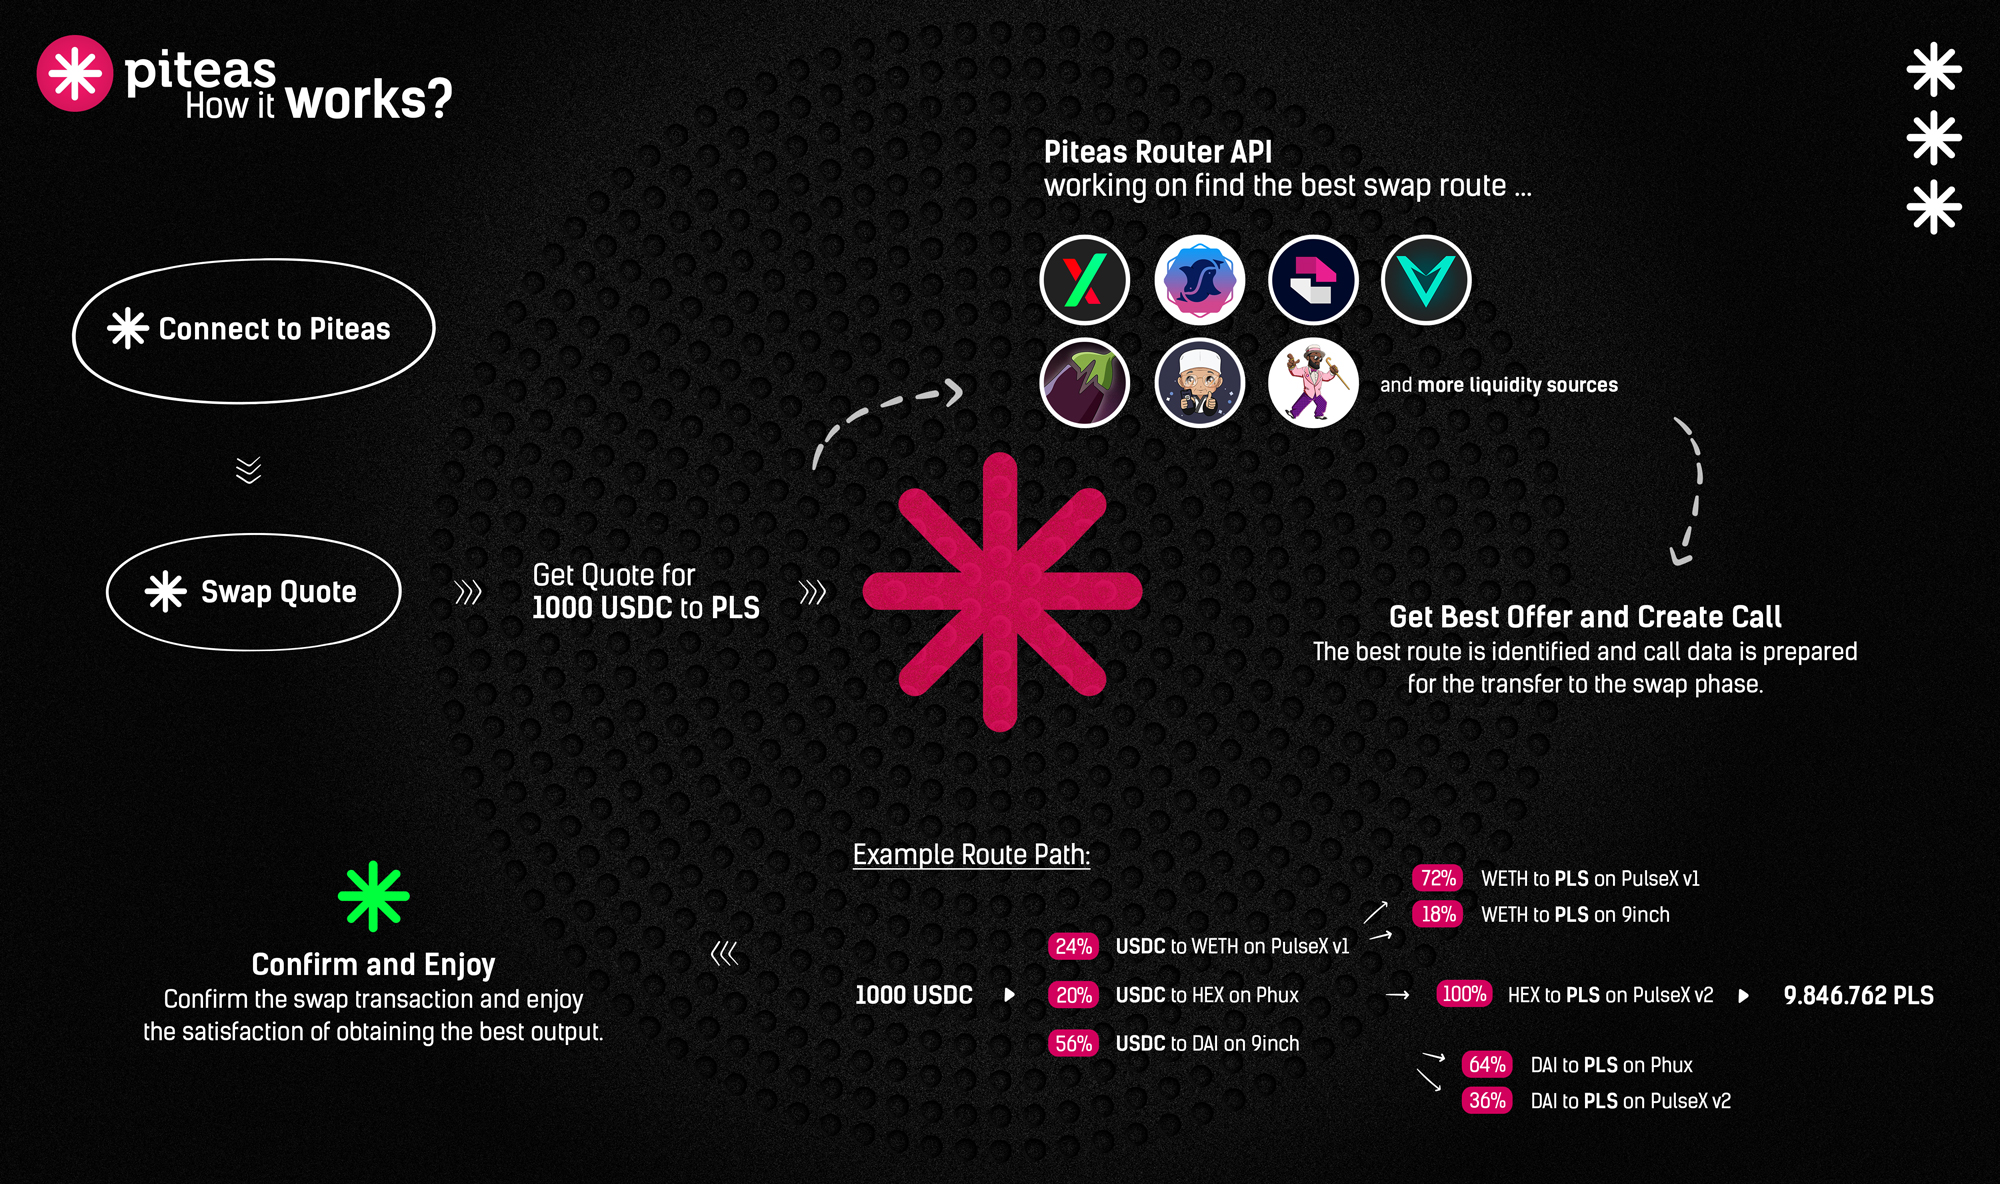 piteas
How it works?
Piteas Router API
working on find the best swap route ...
Connect to Piteas
and more liquidity sources
Swap Quote
Get Quote for
1000 USDC to PLS
Get Best Offer and Create Call
The best route is identified and call data is prepared
for the transfer to the swap phase.
Example Route Path:
1000 USDC
24% USDC to WETH on PulseX v1
20% USDC to HEX on Phux
56% USDC to DAI on 9inch
72% WETH to PLS on PulseX v1
18% WETH to PLS on 9inch
100% HEX to PLS on PulseX v2
64% DAI to PLS on Phux
36% DAI to PLS on PulseX v2
9.846.762 PLS
Confirm and Enjoy
Confirm the swap transaction and enjoy
the satisfaction of obtaining the best output.